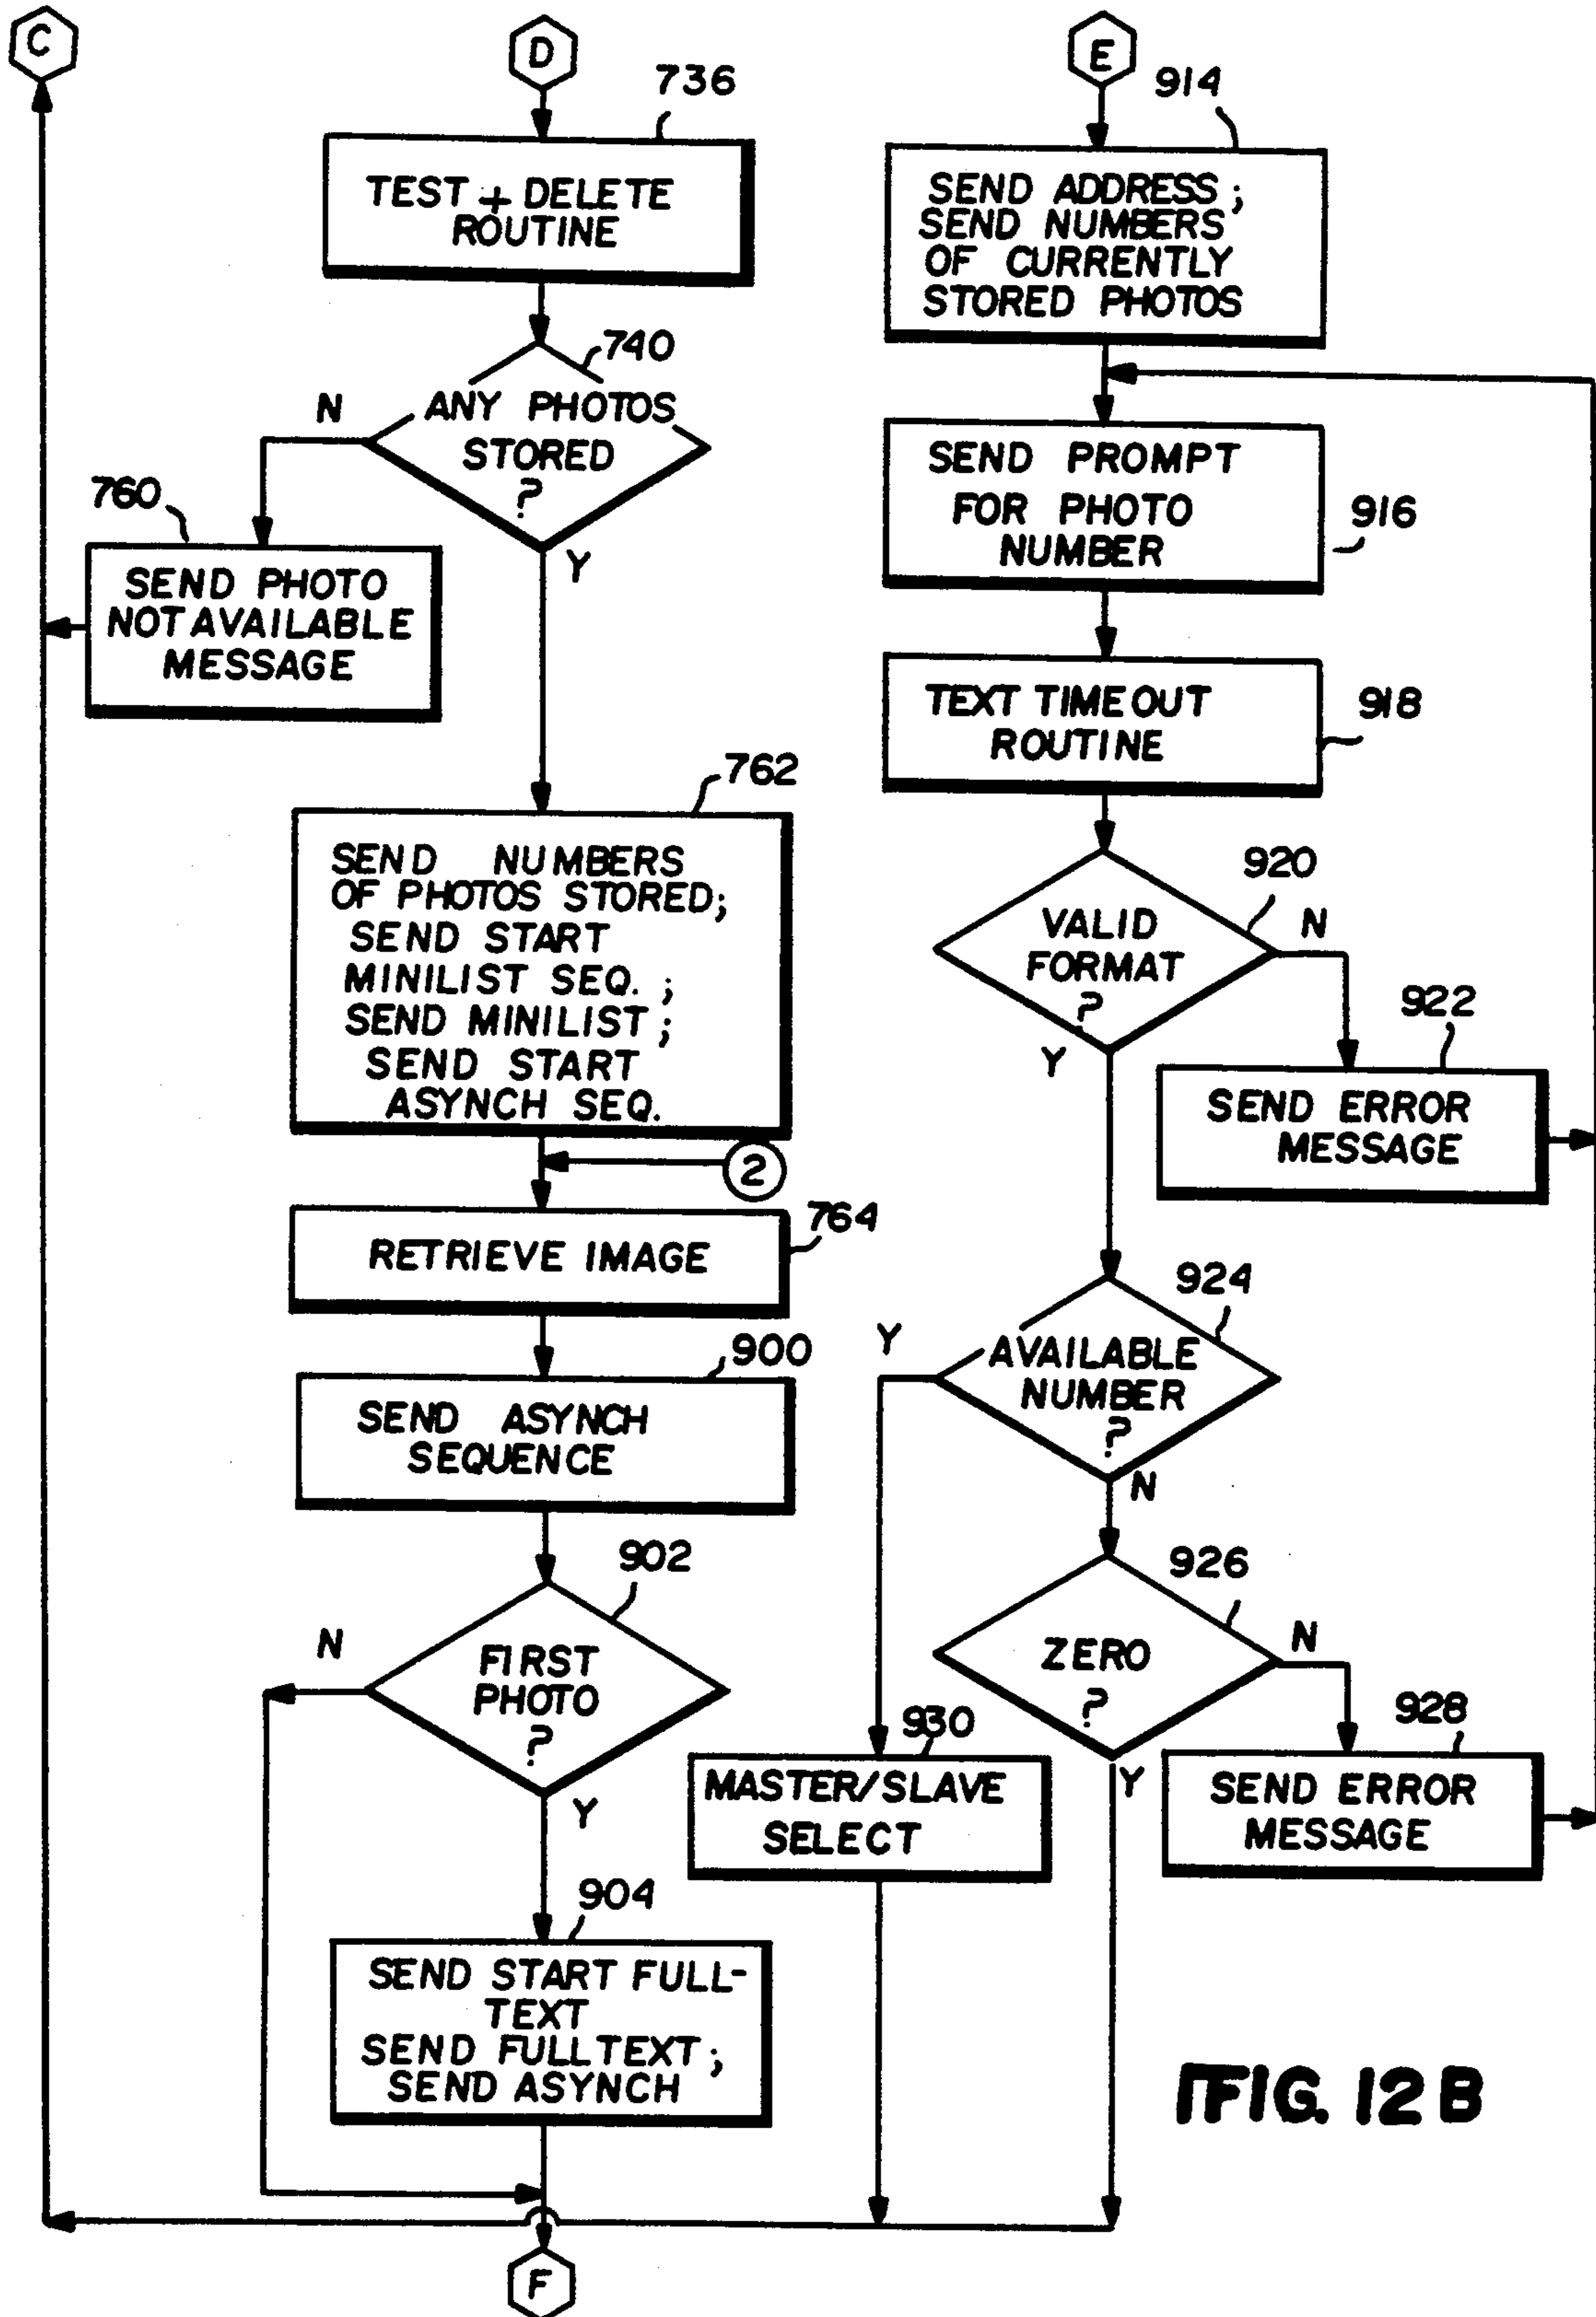 C
D
736
TEST + DELETE
ROUTINE
740
ANY PHOTOS
STORED
?
N
Y
760
SEND PHOTO
NOT AVAILABLE
MESSAGE
762
SEND NUMBERS
OF PHOTOS STORED;
SEND START
MINILIST SEQ. ;
SEND MINILIST ;
SEND START
ASYNCH SEQ.
2
764
RETRIEVE IMAGE
900
SEND ASYNCH
SEQUENCE
902
FIRST
PHOTO
?
N
Y
904
SEND START FULL-
TEXT
SEND FULLTEXT ;
SEND ASYNCH
F
E
914
SEND ADDRESS ;
SEND NUMBERS
OF CURRENTLY
STORED PHOTOS
SEND PROMPT
FOR PHOTO
NUMBER
916
TEXT TIMEOUT
ROUTINE
918
920
VALID
FORMAT
?
N
Y
922
SEND ERROR
MESSAGE
924
AVAILABLE
NUMBER
?
Y
N
926
ZERO
?
N
Y
928
SEND ERROR
MESSAGE
930
MASTER/SLAVE
SELECT
FIG. 12 B